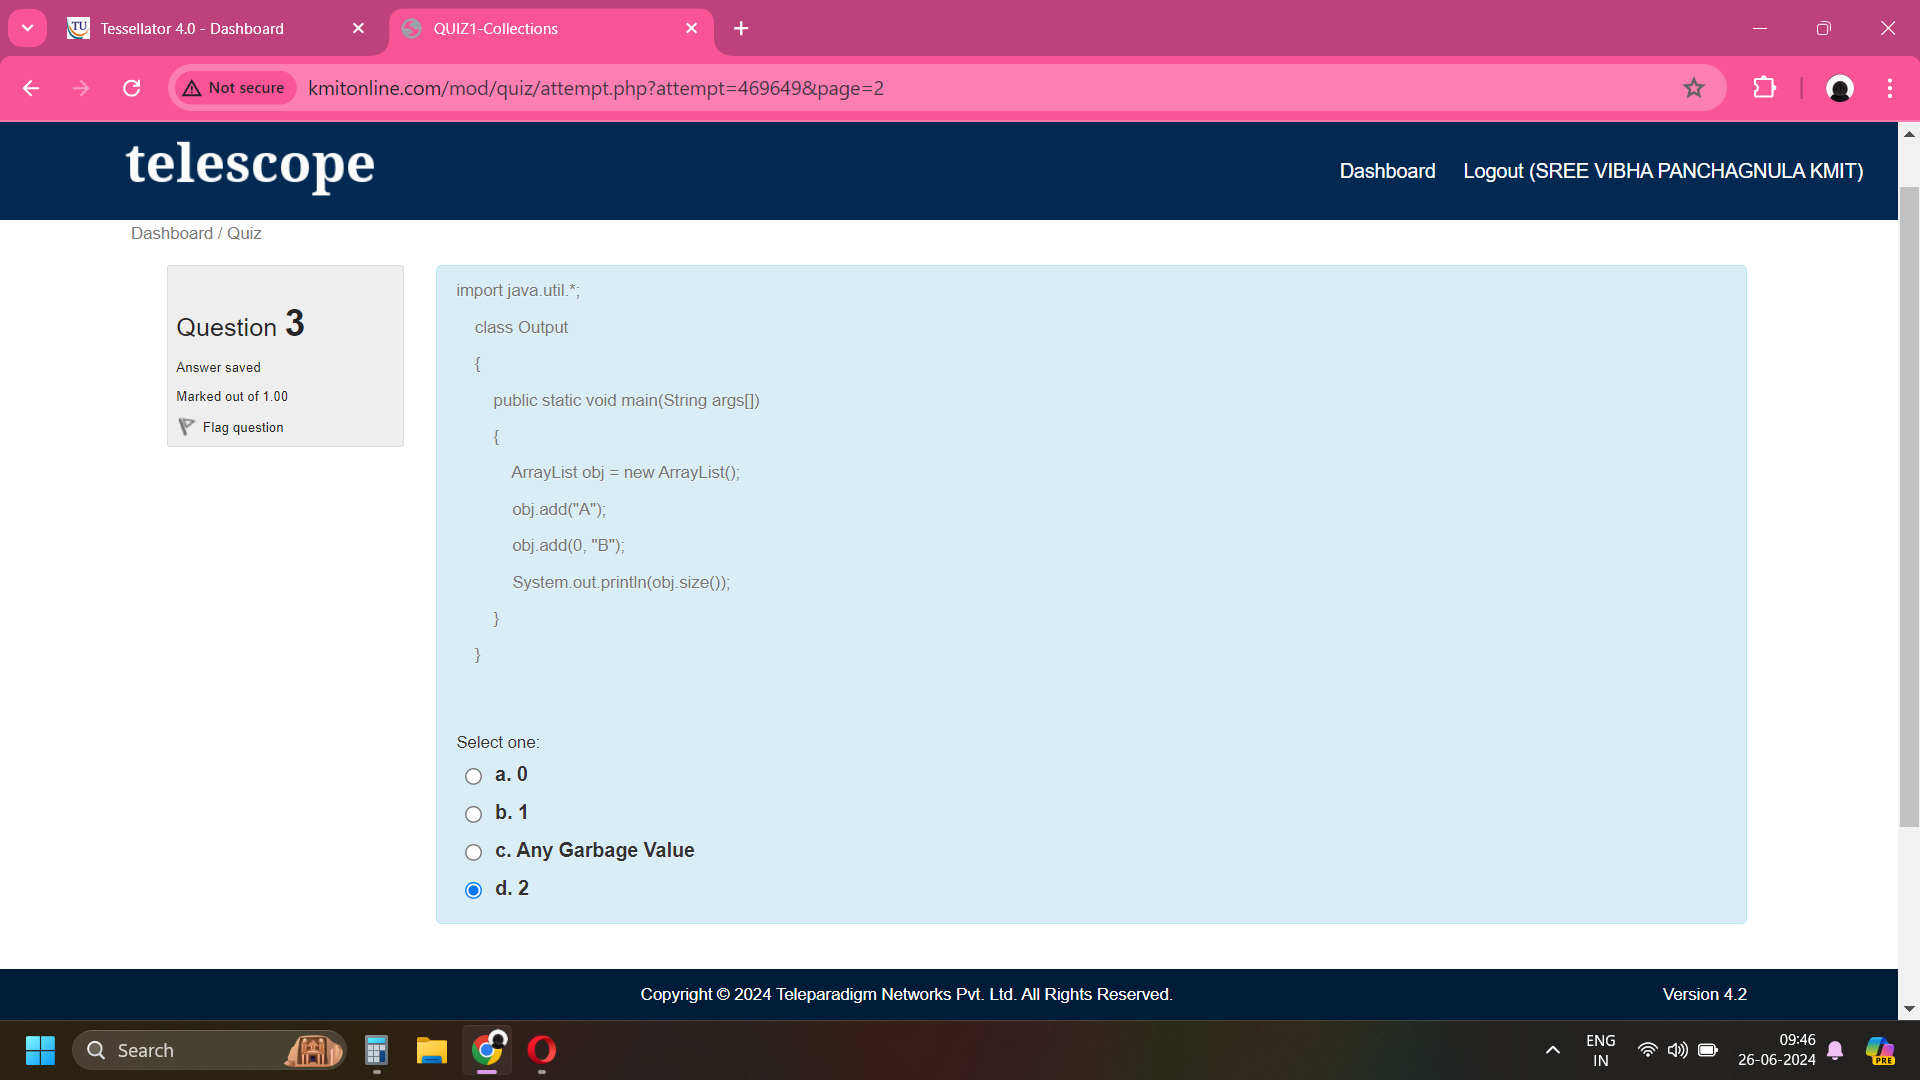 TU Tessellator 4.0 - Dashboard
QUIZ1-Collections
Not secure
kmitonline.com/mod/quiz/attempt.php?attempt=469649&page=2
telescope
Dashboard
Logout (SREE VIBHA PANCHAGNULA KMIT)
Dashboard / Quiz
Question 3
Answer saved
Marked out of 1.00
Flag question
import java.util.*;
class Output
{
public static void main(String args[])
{
ArrayList obj = new ArrayList();
obj.add("A");
obj.add(0, "B");
System.out.println(obj.size());
}
}
Select one:
a. 0
b. 1
c. Any Garbage Value
d. 2
Copyright © 2024 Teleparadigm Networks Pvt. Ltd. All Rights Reserved.
Version 4.2
Search
ENG
IN
09:46
26-06-2024
PRE